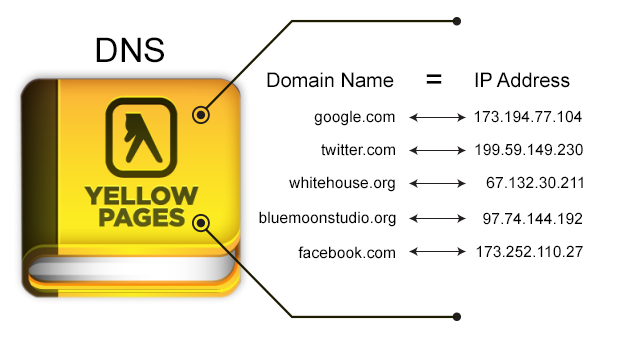 DNS
YELLOW
PAGES
Domain Name = IP Address
google.com 173.194.77.104
twitter.com 199.59.149.230
whitehouse.org 67.132.30.211
bluemoonstudio.org 97.74.144.192
facebook.com 173.252.110.27